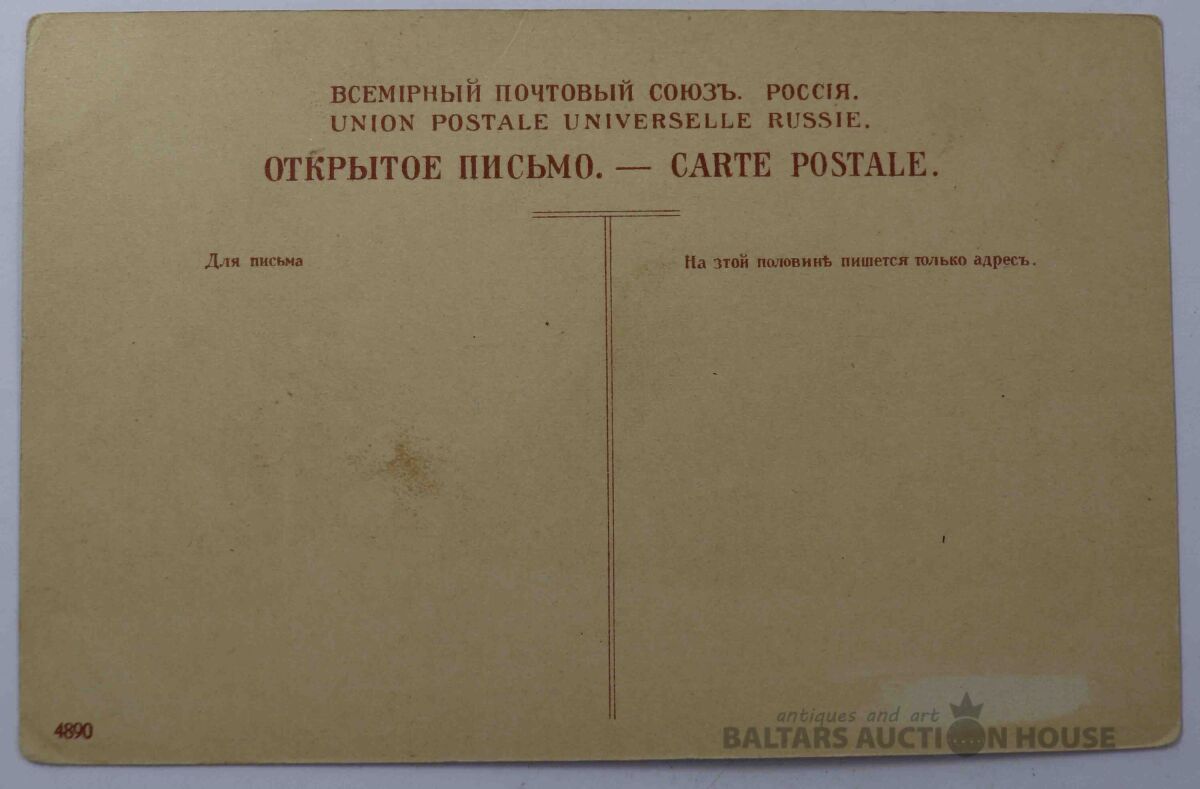 ВСЕМІРНЫЙ ПОЧТОВЫЙ СОЮЗЪ. РОССІЯ.
UNION POSTALE UNIVERSELLE RUSSIE.
ОТКРЫТОЕ ПИСЬМО. — CARTE POSTALE.
Для письма
На зтой половинѣ пишется только адресъ.
4890
antiques and art
BALTARS AUCTION HOUSE